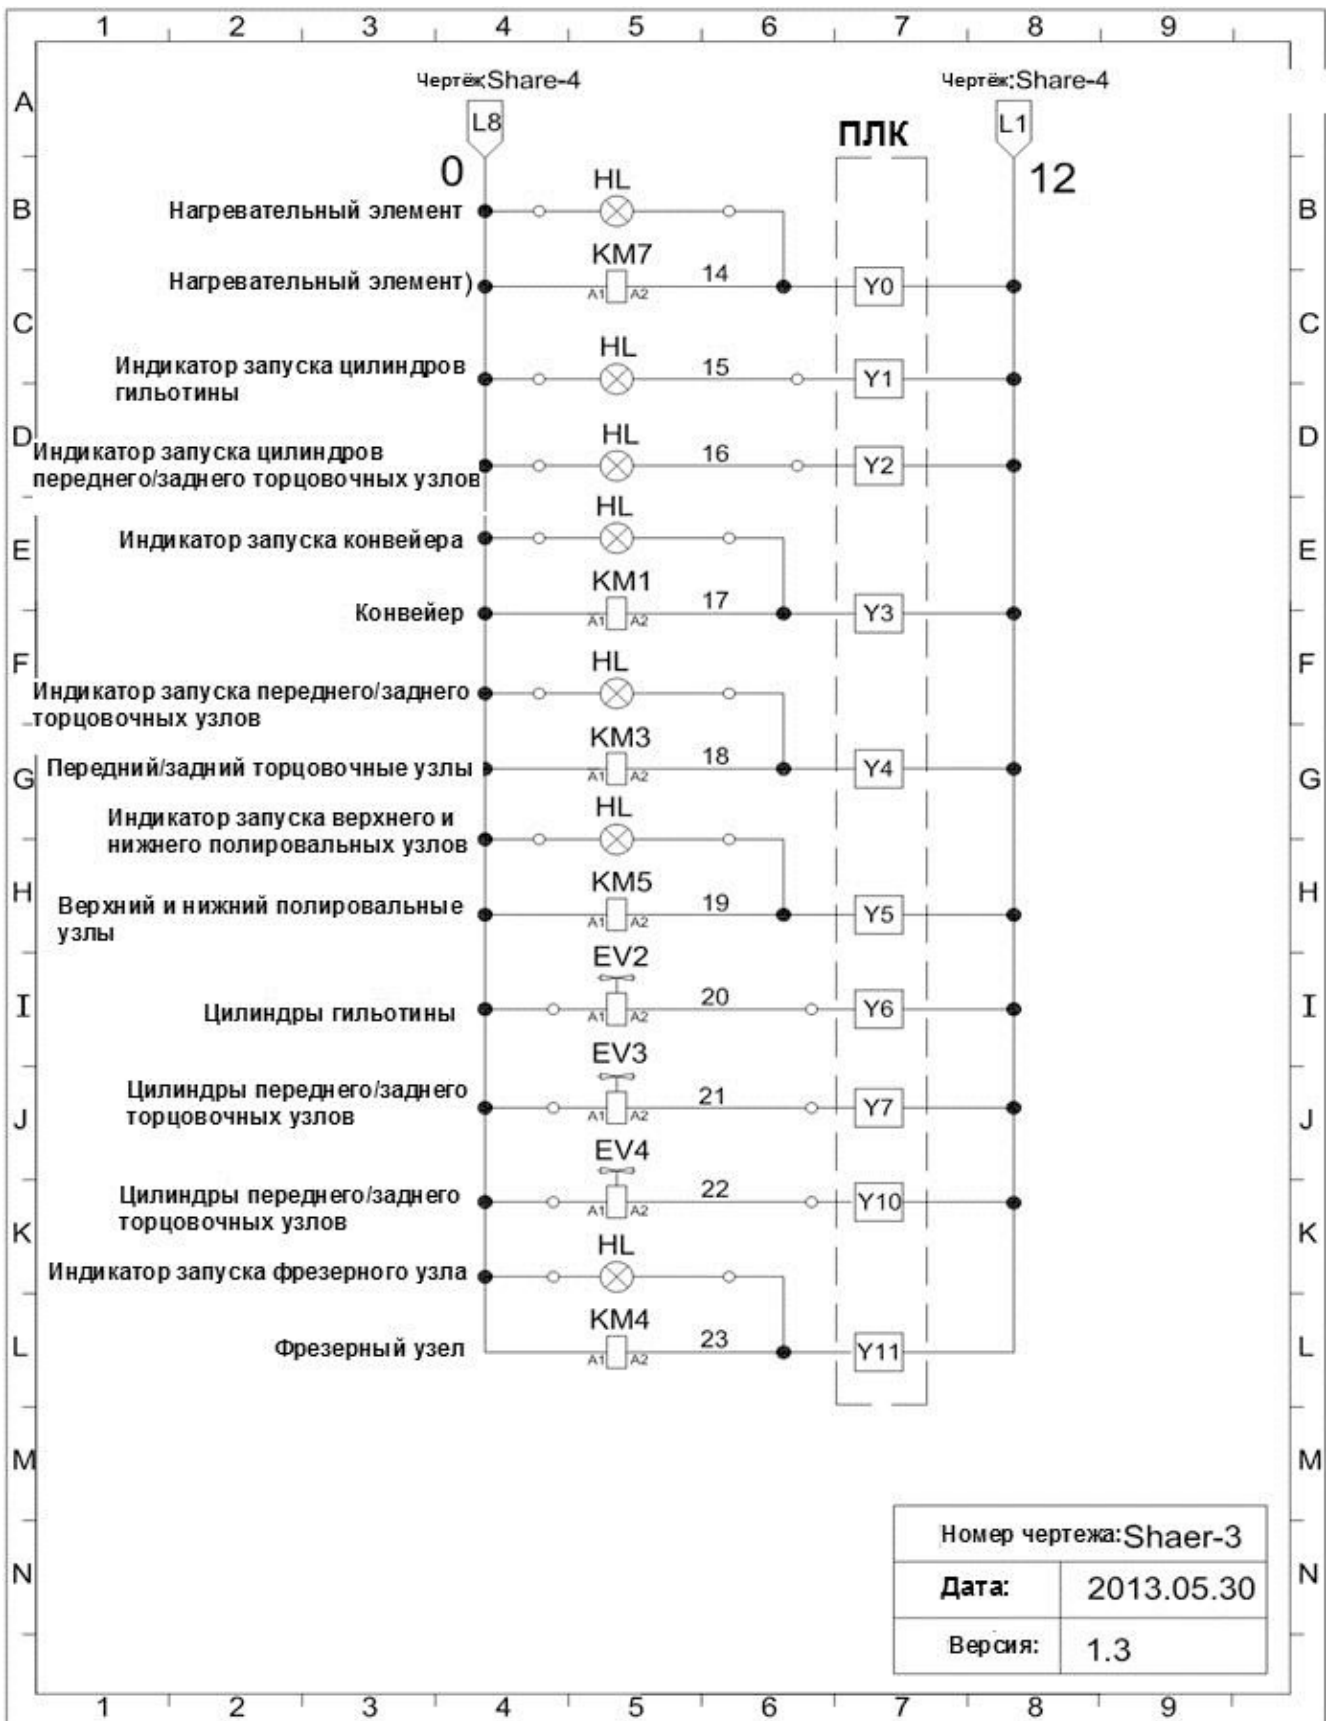 1 2 3 4 5 6 7 8 9
A
B
C
D
E
F
G
H
I
J
K
L
M
N
Чертёж:Share-4
L8
0
Чертёж:Share-4
L1
12
ПЛК
Нагревательный элемент
HL
Нагревательный элемент)
KM7
A1 A2
14
Y0
Индикатор запуска цилиндров
гильотины
HL
15
Y1
Индикатор запуска цилиндров
переднего/заднего торцовочных узлов
HL
16
Y2
Индикатор запуска конвейера
HL
Конвейер
KM1
A1 A2
17
Y3
Индикатор запуска переднего/заднего
торцовочных узлов
HL
Передний/задний торцовочные узлы
KM3
A1 A2
18
Y4
Индикатор запуска верхнего и
нижнего полировальных узлов
HL
Верхний и нижний полировальные
узлы
KM5
A1 A2
19
Y5
Цилиндры гильотины
EV2
A1 A2
20
Y6
Цилиндры переднего/заднего
торцовочных узлов
EV3
A1 A2
21
Y7
Цилиндры переднего/заднего
торцовочных узлов
EV4
A1 A2
22
Y10
Индикатор запуска фрезерного узла
HL
Фрезерный узел
KM4
A1 A2
23
Y11
A
B
C
D
E
F
G
H
I
J
K
L
M
N
Номер чертежа:Shaer-3
Дата: 2013.05.30
Версия: 1.3
1 2 3 4 5 6 7 8 9